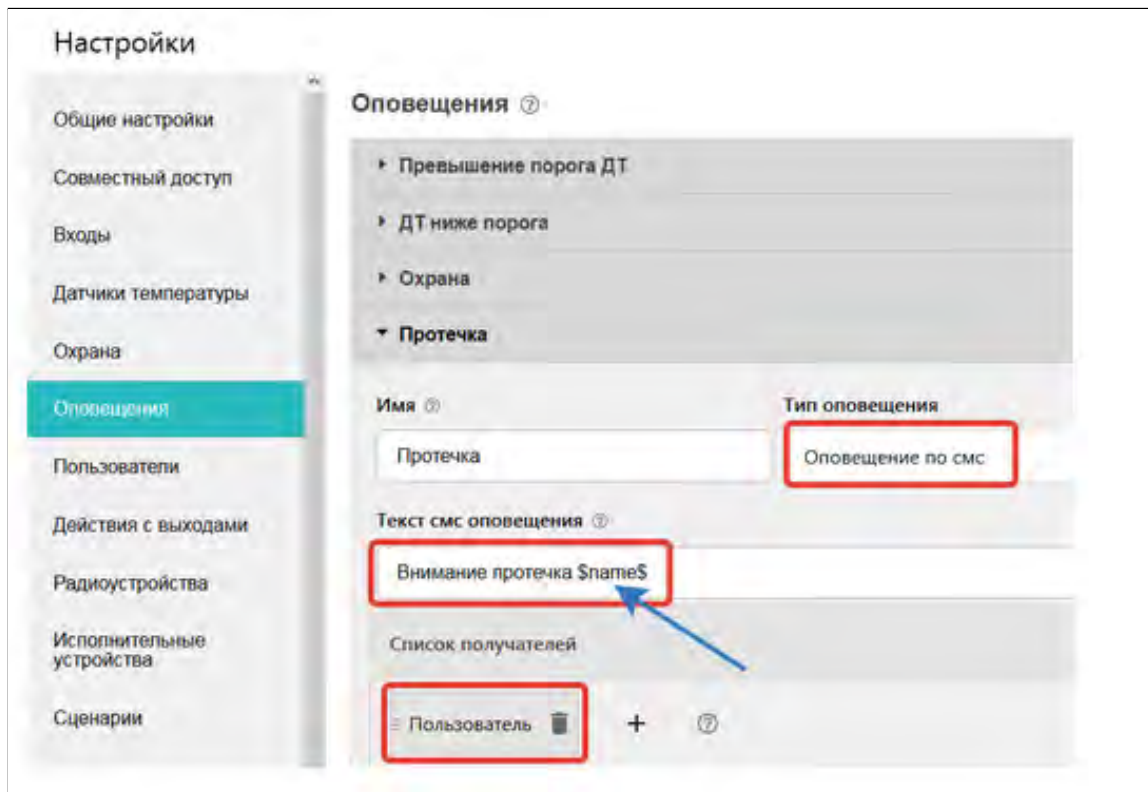 Настройки
Общие настройки
Совместный доступ
Входы
Датчики температуры
Охрана
Оповещения
Пользователи
Действия с выходами
Радиоустройства
Исполнительные
устройства
Сценарии
Оповещения
Превышение порога ДТ
ДТ ниже порога
Охрана
Протечка
Имя
Тип оповещения
Протечка
Оповещение по смс
Текст смс оповещения
Внимание протечка $name$
Список получателей
Пользователь